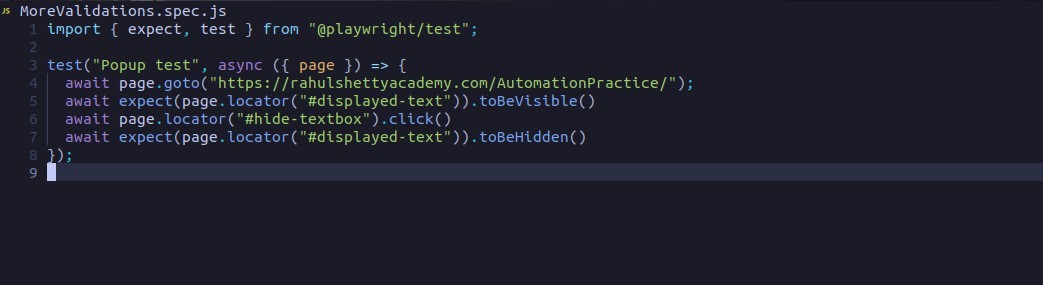 JS MoreValidations.spec.js
1 import { expect, test } from "@playwright/test";
2
3 test("Popup test", async ({ page }) => {
4   await page.goto("https://rahulshettyacademy.com/AutomationPractice/");
5   await expect(page.locator("#displayed-text")).toBeVisible()
6   await page.locator("#hide-textbox").click()
7   await expect(page.locator("#displayed-text")).toBeHidden()
8 });
9